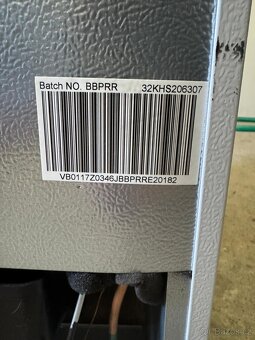 Batch NO. BBPRR 32KHS206307
VB0117Z0346JBBPRRE20182